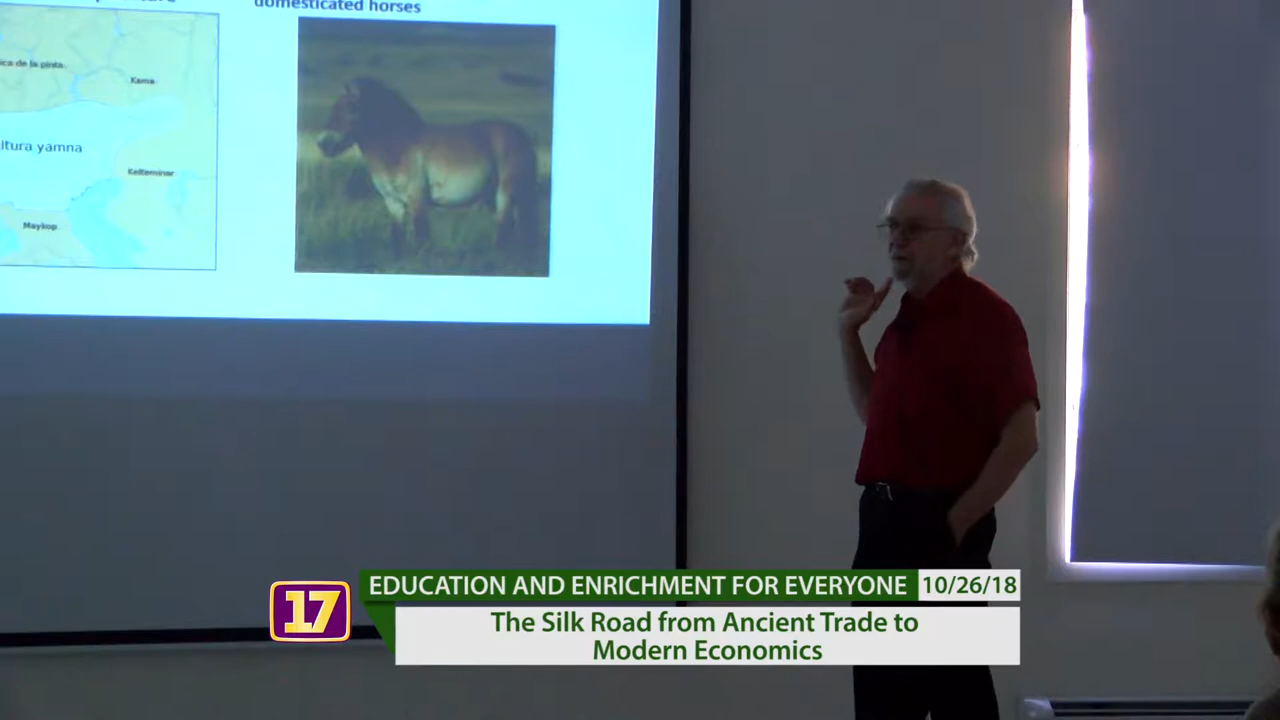 domesticated horses
ica de la pinta
Kama
ltura yamna
Kelteminar
Maykop
17
EDUCATION AND ENRICHMENT FOR EVERYONE 10/26/18
The Silk Road from Ancient Trade to
Modern Economics